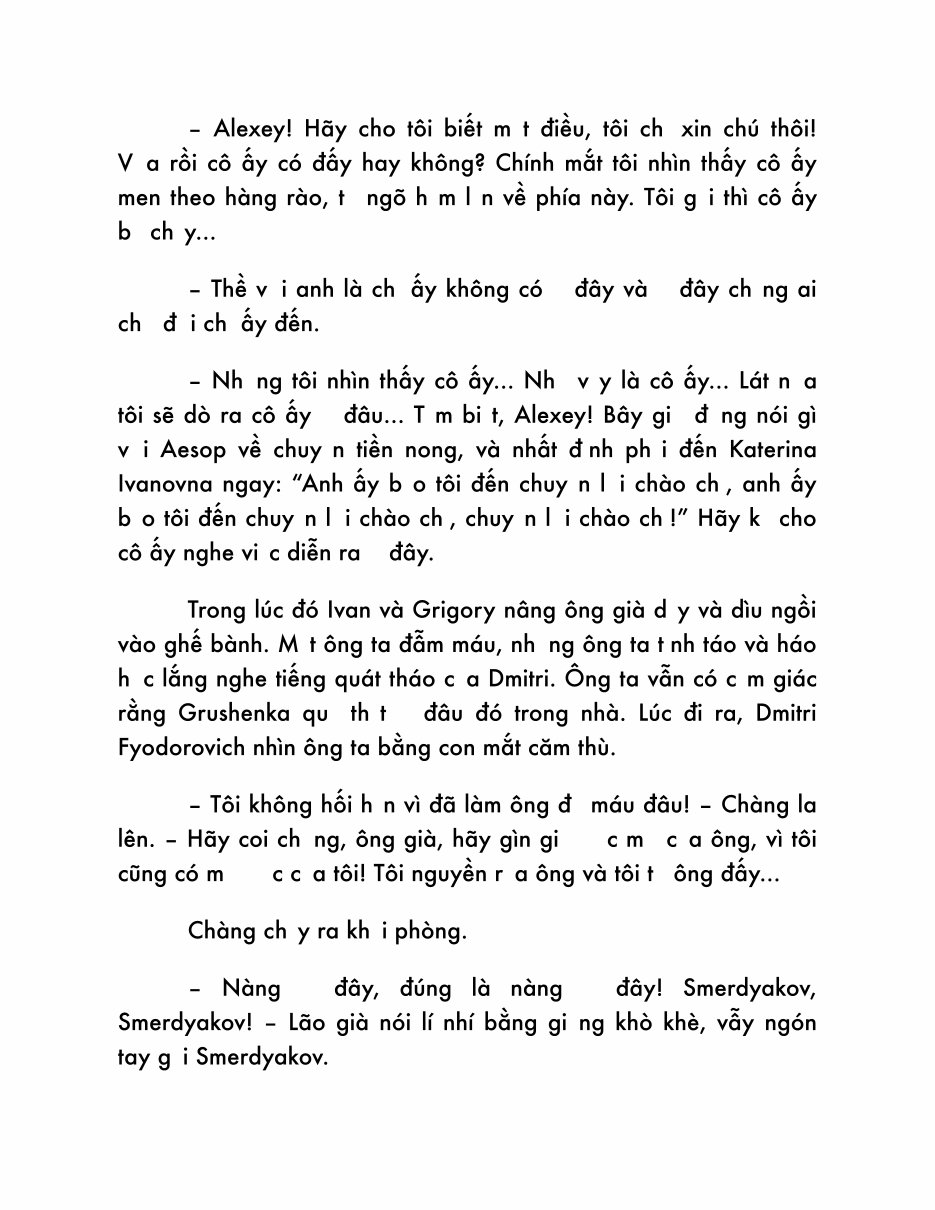 – Alexey! Hãy cho tôi biết m t điều, tôi ch xin chú thôi!
V a rồi cô ấy có đấy hay không? Chính mắt tôi nhìn thấy cô ấy
men theo hàng rào, t ngõ h m l n về phía này. Tôi g i thì cô ấy
b ch y...
– Thề v i anh là ch ấy không có đây và đây ch ng ai
ch đ i ch ấy đến.
– Nh ng tôi nhìn thấy cô ấy... Nh v y là cô ấy... Lát n a
tôi sẽ dò ra cô ấy đâu... T m bi t, Alexey! Bây gi đ ng nói gì
v i Aesop về chuy n tiền nong, và nhất đ nh ph i đến Katerina
Ivanovna ngay: “Anh ấy b o tôi đến chuy n l i chào ch , anh ấy
b o tôi đến chuy n l i chào ch , chuy n l i chào ch !” Hãy k cho
cô ấy nghe vi c diễn ra đây.
Trong lúc đó Ivan và Grigory nâng ông già d y và dìu ngồi
vào ghế bành. M t ông ta đẫm máu, nh ng ông ta t nh táo và háo
h c lắng nghe tiếng quát tháo c a Dmitri. Ông ta vẫn có c m giác
rằng Grushenka qu th t đâu đó trong nhà. Lúc đi ra, Dmitri
Fyodorovich nhìn ông ta bằng con mắt căm thù.
– Tôi không hối h n vì đã làm ông đ máu đâu! – Chàng la
lên. – Hãy coi ch ng, ông già, hãy gìn gi c m c a ông, vì tôi
cũng có m c c a tôi! Tôi nguyền r a ông và tôi t ông đấy...
Chàng ch y ra kh i phòng.
– Nàng đây, đúng là nàng đây! Smerdyakov,
Smerdyakov! – Lão già nói lí nhí bằng gi ng khò khè, vẫy ngón
tay g i Smerdyakov.